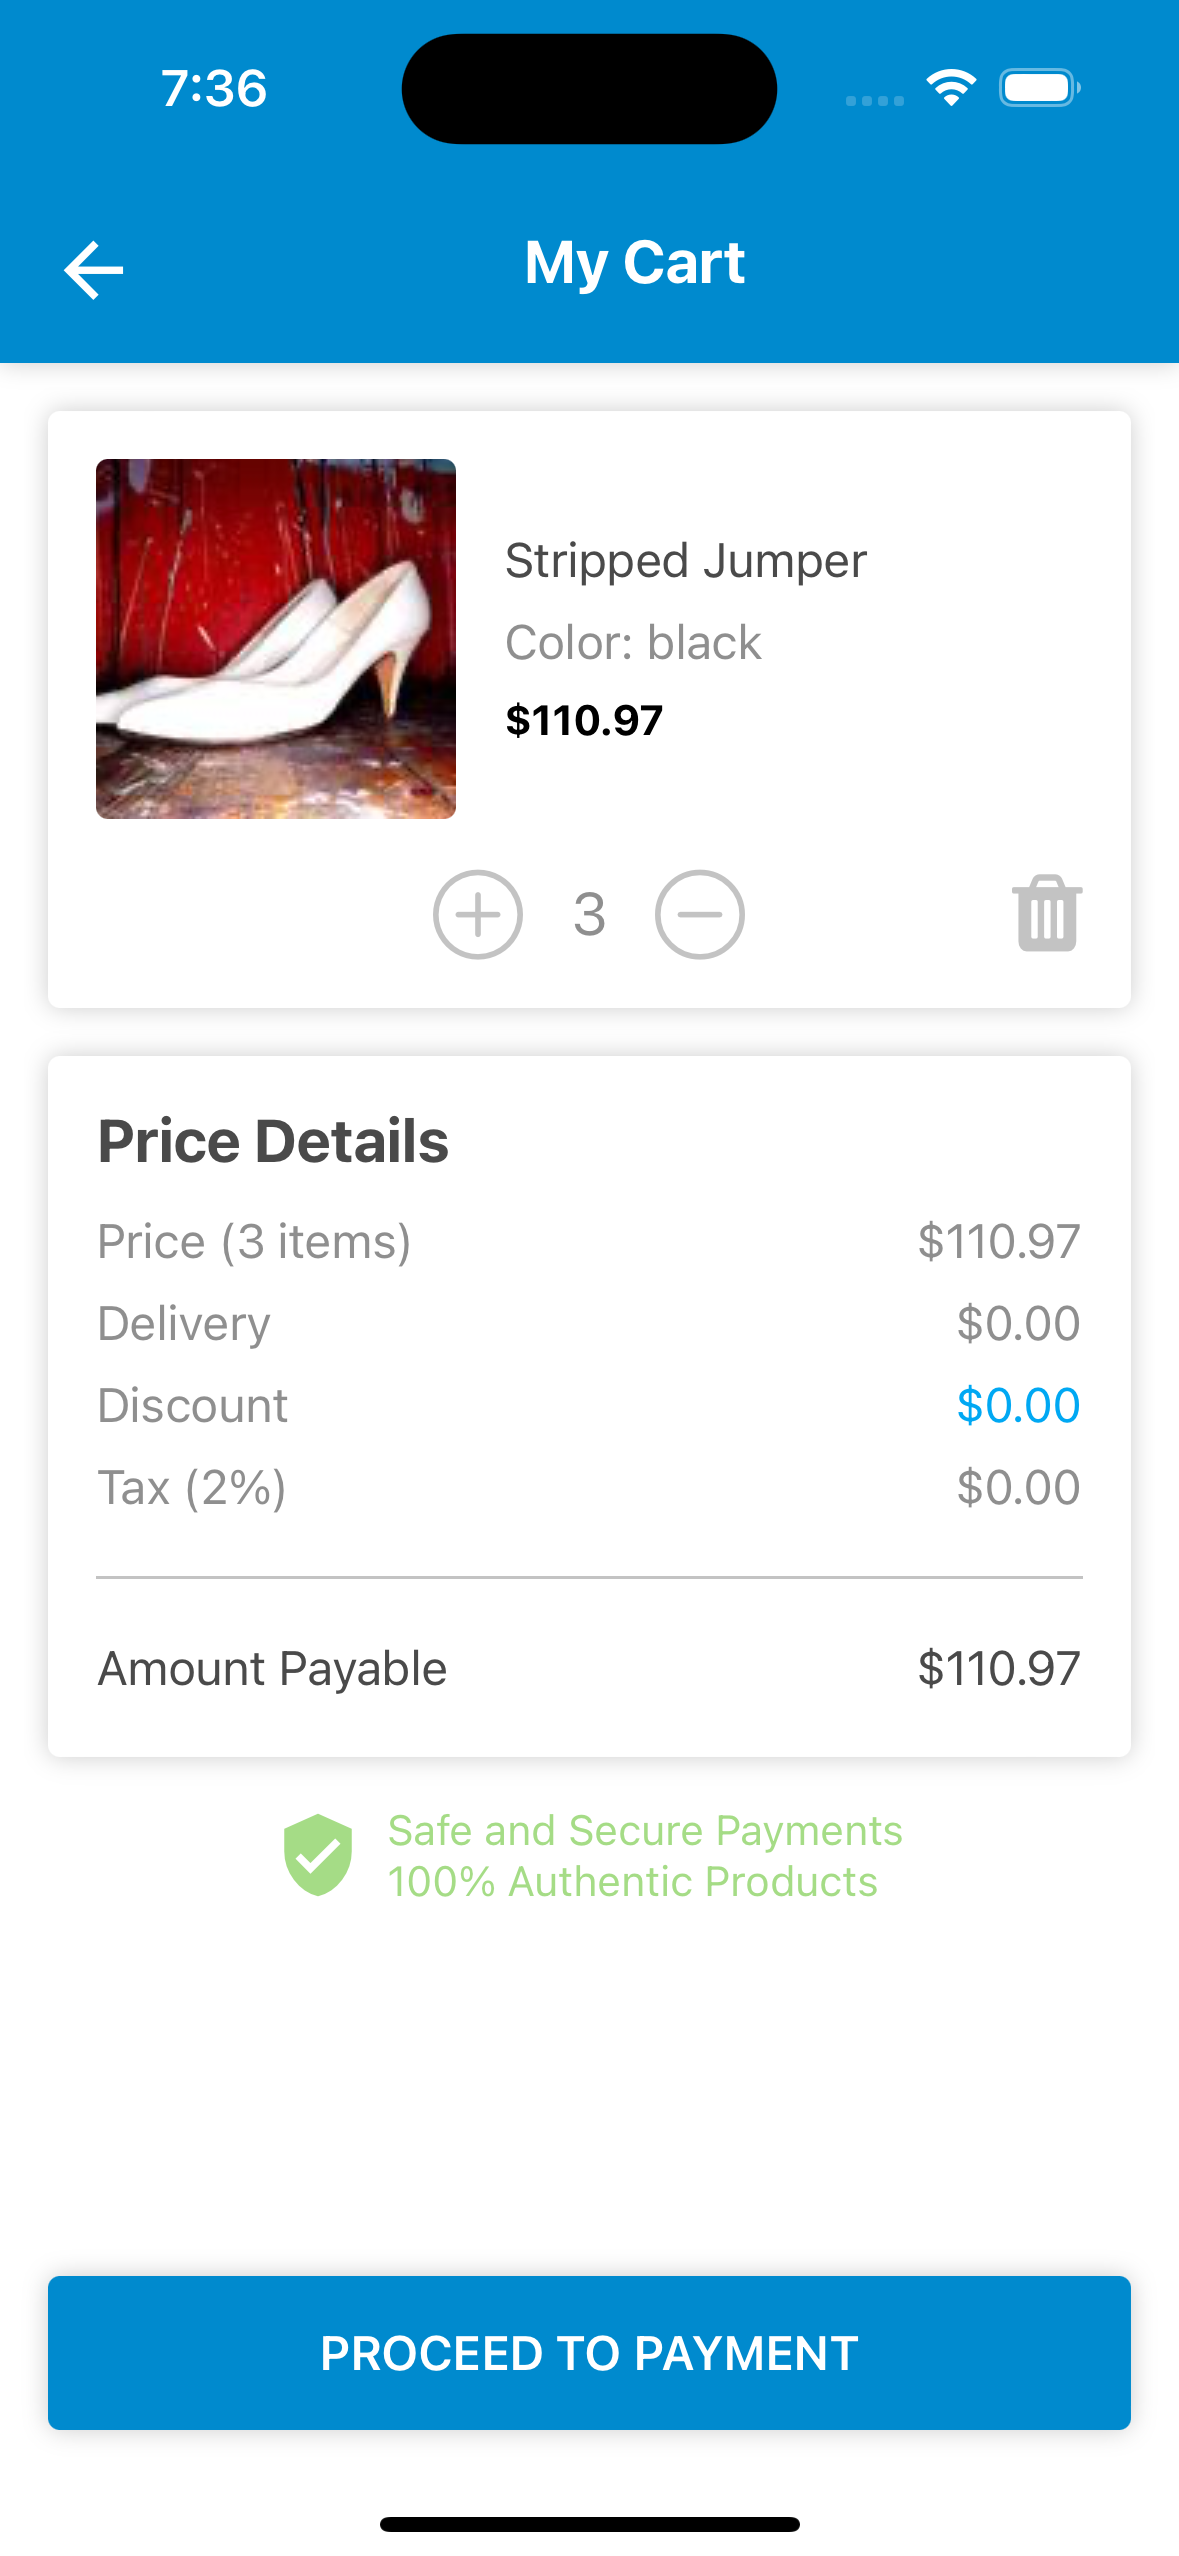 7:36
My Cart
Stripped Jumper
Color: black
$110.97
3
Price Details
Price (3 items) $110.97
Delivery $0.00
Discount $0.00
Tax (2%) $0.00
Amount Payable $110.97
Safe and Secure Payments
100% Authentic Products
PROCEED TO PAYMENT